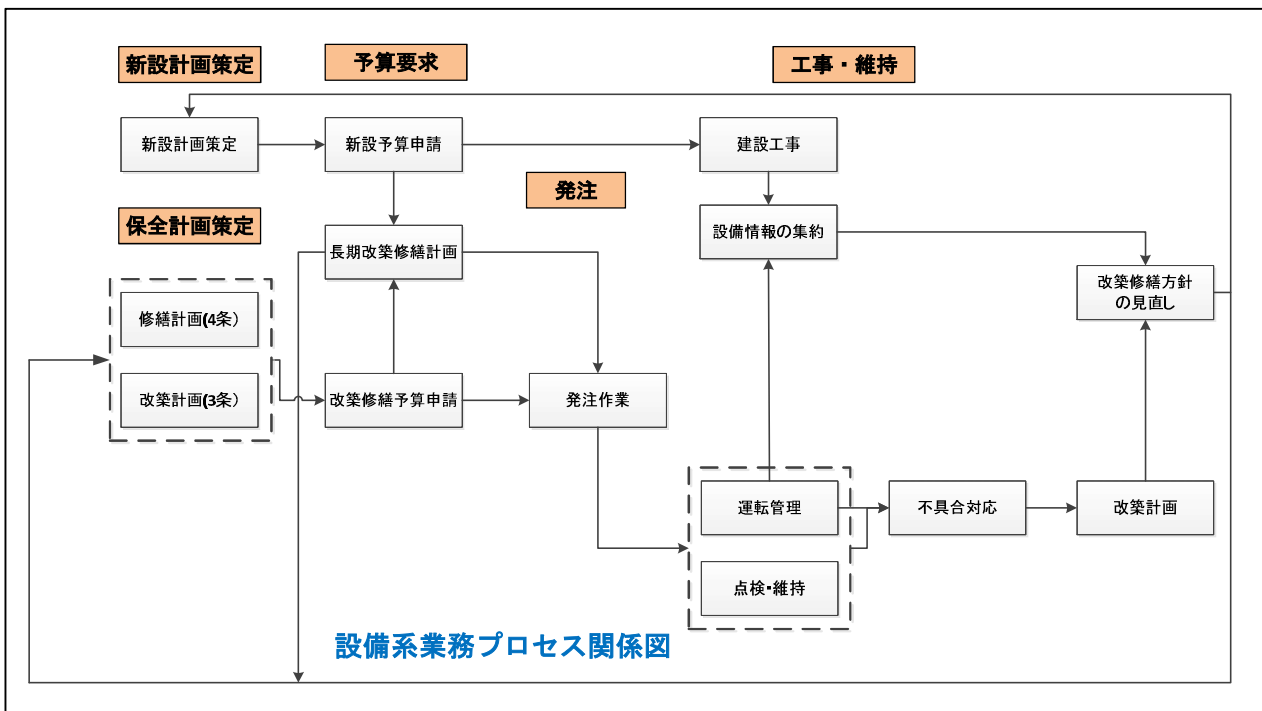 新設計画策定
予算要求
工事・維持
新設計画策定
新設予算申請
建設工事
発注
保全計画策定
長期改築修繕計画
設備情報の集約
改築修繕方針
の見直し
修繕計画(4条)
改築計画(3条)
改築修繕予算申請
発注作業
運転管理
不具合対応
改築計画
点検・維持
設備系業務プロセス関係図